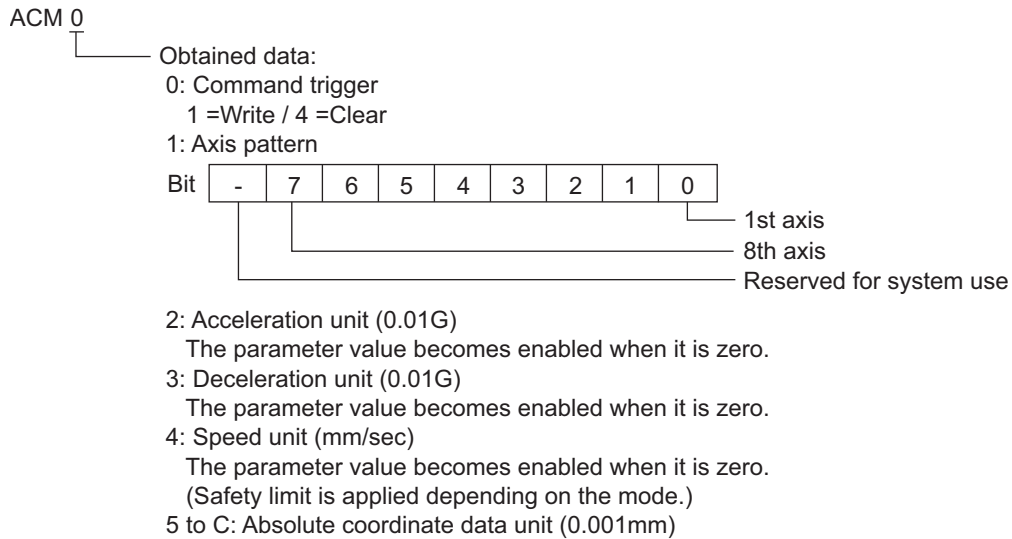 ACM 0
Obtained data:
0: Command trigger
1 =Write / 4 =Clear
1: Axis pattern
Bit - 7 6 5 4 3 2 1 0
1st axis
8th axis
Reserved for system use
2: Acceleration unit (0.01G)
The parameter value becomes enabled when it is zero.
3: Deceleration unit (0.01G)
The parameter value becomes enabled when it is zero.
4: Speed unit (mm/sec)
The parameter value becomes enabled when it is zero.
(Safety limit is applied depending on the mode.)
5 to C: Absolute coordinate data unit (0.001mm)